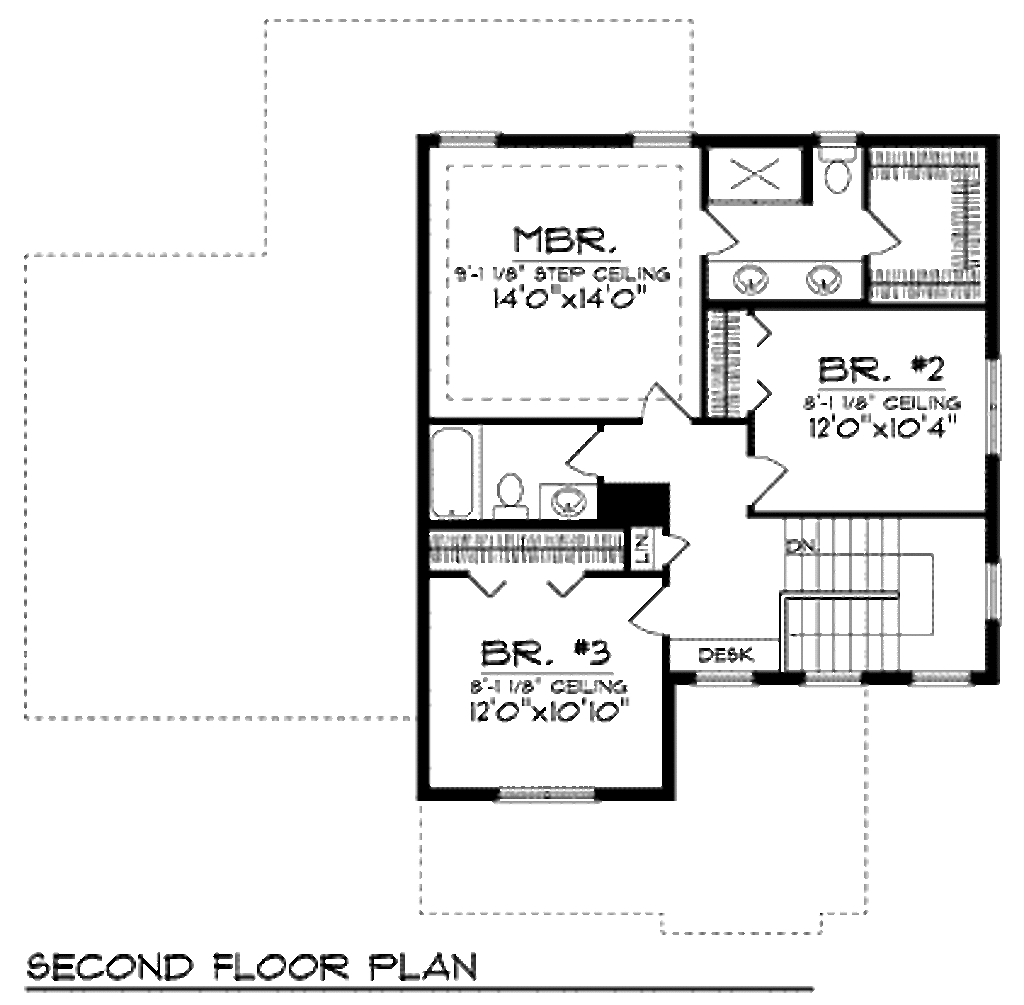 MBR.
9'-1 1/8" STEP CEILING
14'0"x14'0"
BR. #2
8'-1 1/8" CEILING
12'0"x10'4"
LIN.
DN.
BR. #3
8'-1 1/8" CEILING
12'0"x10'10"
DESK
SECOND FLOOR PLAN